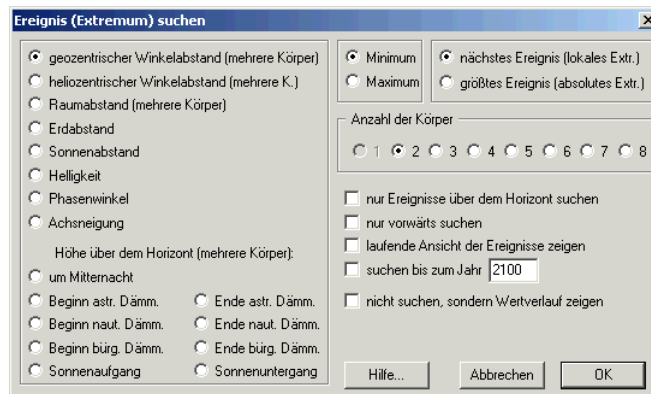 Ereignis (Extremum) suchen
geozentrischer Winkelabstand (mehrere Körper)
heliozentrischer Winkelabstand (mehrere K.)
Raumabstand (mehrere Körper)
Erdabstand
Sonnenabstand
Helligkeit
Phasenwinkel
Achsneigung
Höhe über dem Horizont (mehrere Körper):
um Mitternacht
Beginn astr. Dämm. Ende astr. Dämm.
Beginn naut. Dämm. Ende naut. Dämm.
Beginn bürg. Dämm. Ende bürg. Dämm.
Sonnenaufgang Sonnenuntergang
Minimum
Maximum
nächstes Ereignis (lokales Extr.)
größtes Ereignis (absolutes Extr.)
Anzahl der Körper
1 2 3 4 5 6 7 8
nur Ereignisse über dem Horizont suchen
nur vorwärts suchen
laufende Ansicht der Ereignisse zeigen
suchen bis zum Jahr 2100
nicht suchen, sondern Wertverlauf zeigen
Hilfe... Abbrechen OK